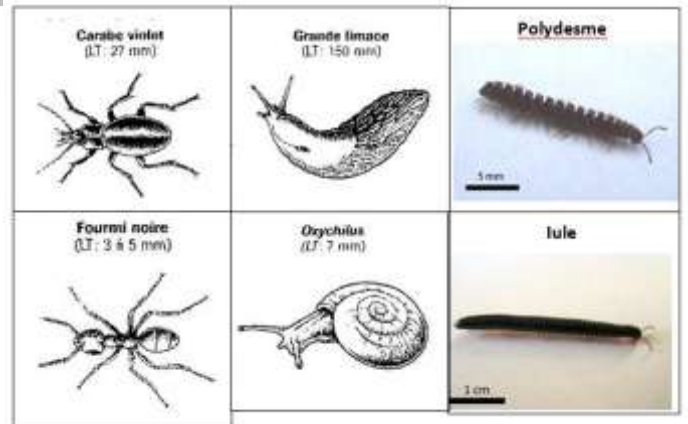 Carabe violet
(LT: 27 mm)
Grande limace
(LT: 150 mm)
Polydesme
5 mm
Fourmi noire
(LT: 3 à 5 mm)
Oxychilus
(LT: 7 mm)
Iule
1 cm